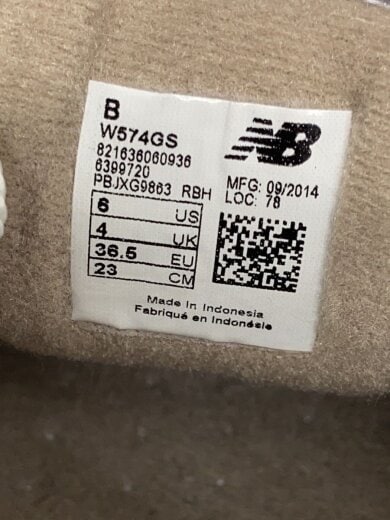 B
W574GS
821636060936
6399720
PBJXG9863 RBH
6 US
4 UK
36.5 EU
23 CM
NB
MFG: 09/2014
LOC: 78
Made in Indonesia
Fabriqué en Indonésie